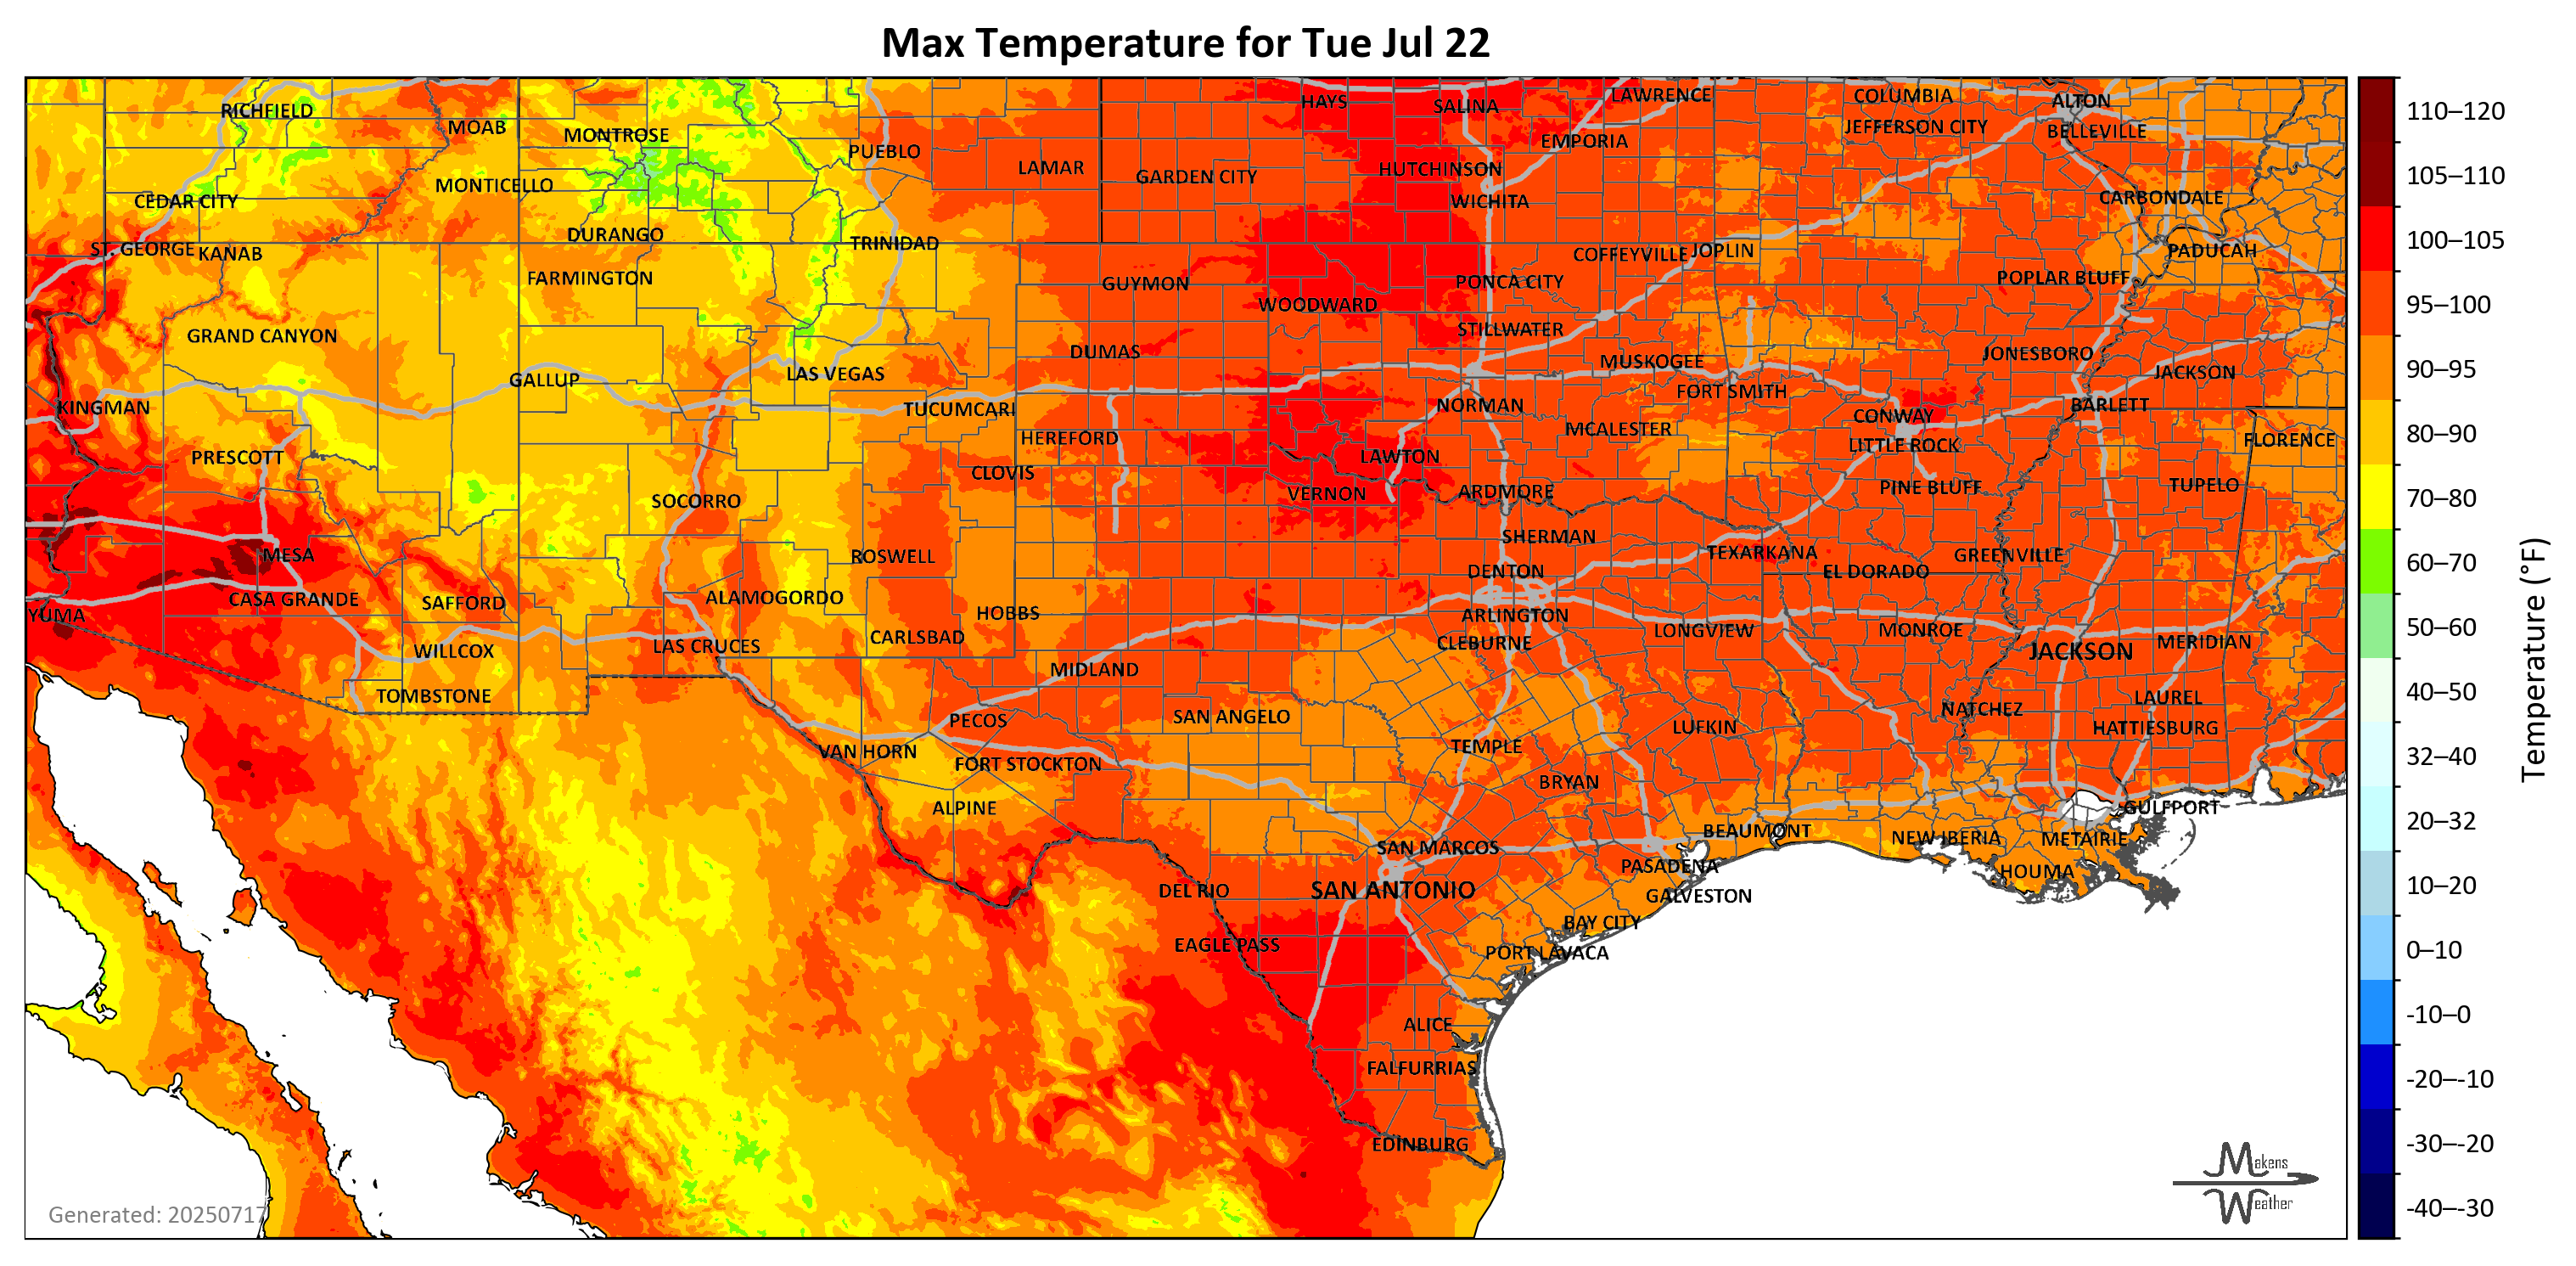 Max Temperature for Tue Jul 22
RICHFIELD
MOAB
MONTROSE
PUEBLO
LAMAR
GARDEN CITY
HAYS
SALINA
LAWRENCE
EMPORIA
HUTCHINSON
WICHITA
COLUMBIA
JEFFERSON CITY
ALTON
BELLEVILLE
CEDAR CITY
MONTICELLO
CARBONDALE
ST. GEORGE
KANAB
DURANGO
TRINIDAD
FARMINGTON
GUYMON
WOODWARD
PONCA CITY
COFFEYVILLE
JOPLIN
POPLAR BLUFF
PADUCAH
GRAND CANYON
DUMAS
STILLWATER
MUSKOGEE
JONESBORO
JACKSON
GALLUP
LAS VEGAS
FORT SMITH
KINGMAN
TUCUMCARI
NORMAN
CONWAY
BARLETT
HEREFORD
MCALESTER
LITTLE ROCK
FLORENCE
PRESCOTT
CLOVIS
LAWTON
VERNON
ARDMORE
PINE BLUFF
TUPELO
SOCORRO
SHERMAN
MESA
ROSWELL
DENTON
TEXARKANA
EL DORADO
GREENVILLE
CASA GRANDE
SAFFORD
ALAMOGORDO
HOBBS
ARLINGTON
YUMA
LAS CRUCES
CARLSBAD
CLEBURNE
LONGVIEW
MONROE
JACKSON
MERIDIAN
WILLCOX
MIDLAND
TOMBSTONE
PECOS
SAN ANGELO
NATCHEZ
LAUREL
HATTIESBURG
VAN HORN
FORT STOCKTON
TEMPLE
LUFKIN
BRYAN
ALPINE
GULFPORT
SAN MARCOS
BEAUMONT
NEW IBERIA
METAIRIE
DEL RIO
SAN ANTONIO
PASADENA
GALVESTON
HOUMA
EAGLE PASS
BAY CITY
PORT LAVACA
ALICE
FALFURRIAS
EDINBURG
Generated: 20250717
Makens
Weather
110–120
105–110
100–105
95–100
90–95
80–90
70–80
60–70
50–60
40–50
32–40
20–32
10–20
0–10
-10–0
-20–-10
-30–-20
-40–-30
Temperature (°F)